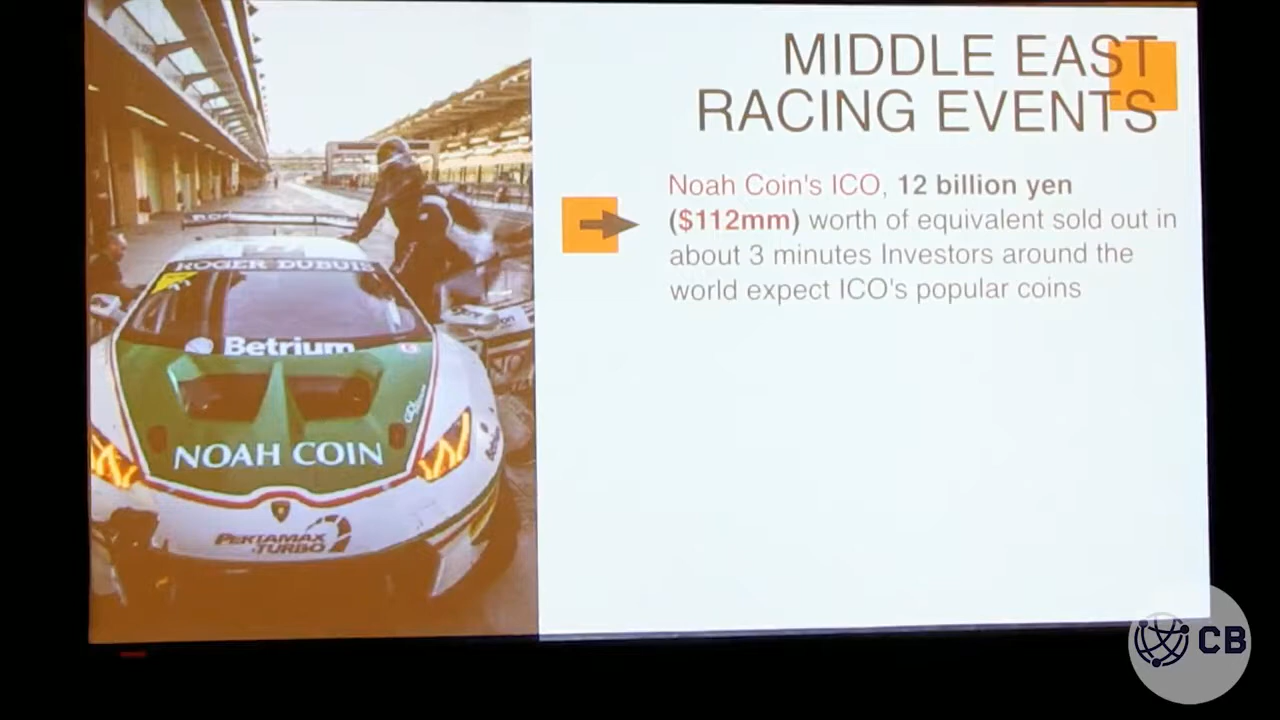 MIDDLE EAST
RACING EVENTS
Noah Coin's ICO, 12 billion yen
($112mm) worth of equivalent sold out in
about 3 minutes Investors around the
world expect ICO's popular coins
ROGER DUBUIS
Betrium
NOAH COIN
PERTAMAX
TURBO
CB